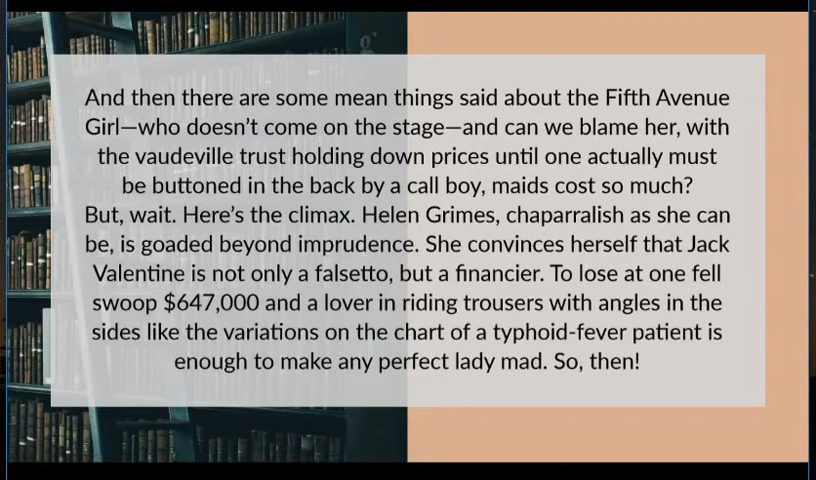 And then there are some mean things said about the Fifth Avenue
Girl—who doesn’t come on the stage—and can we blame her, with
the vaudeville trust holding down prices until one actually must
be buttoned in the back by a call boy, maids cost so much?
But, wait. Here’s the climax. Helen Grimes, chaparralish as she can
be, is goaded beyond imprudence. She convinces herself that Jack
Valentine is not only a falsetto, but a financier. To lose at one fell
swoop $647,000 and a lover in riding trousers with angles in the
sides like the variations on the chart of a typhoid-fever patient is
enough to make any perfect lady mad. So, then!